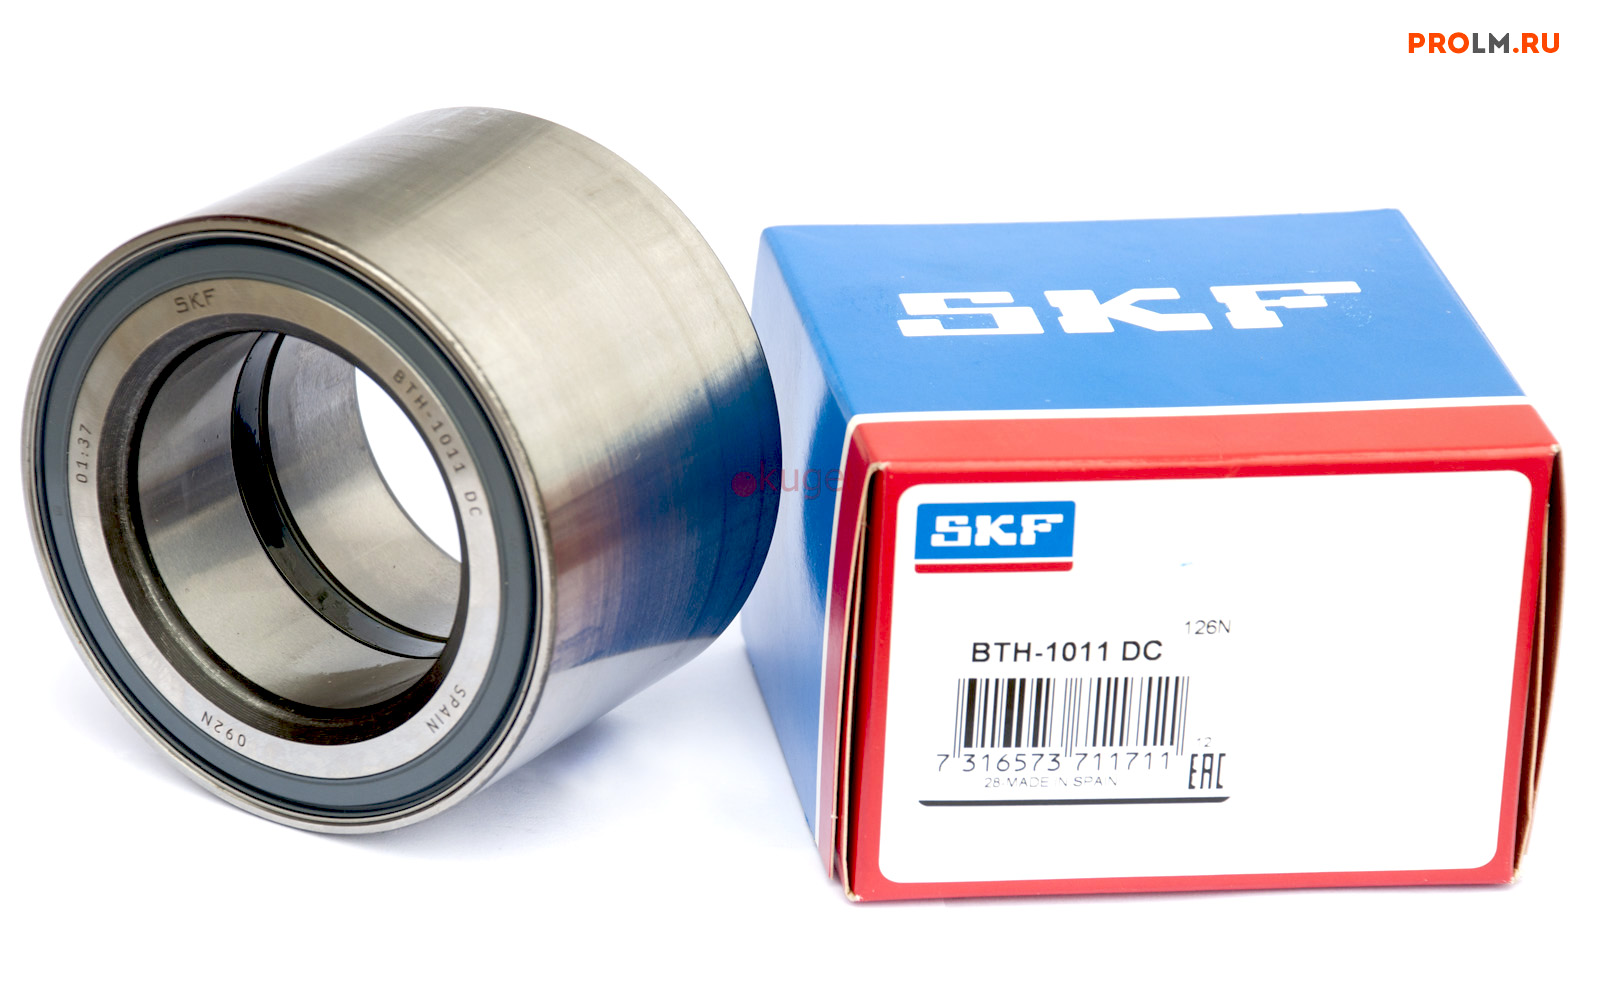 PROLM.RU
SKF
BTH-1011 DC
SPAIN
092N
01:37
kuge
SKF
SKF
126N
BTH-1011 DC
7 316573 711711
12
EAC
28 MADE IN SPAIN